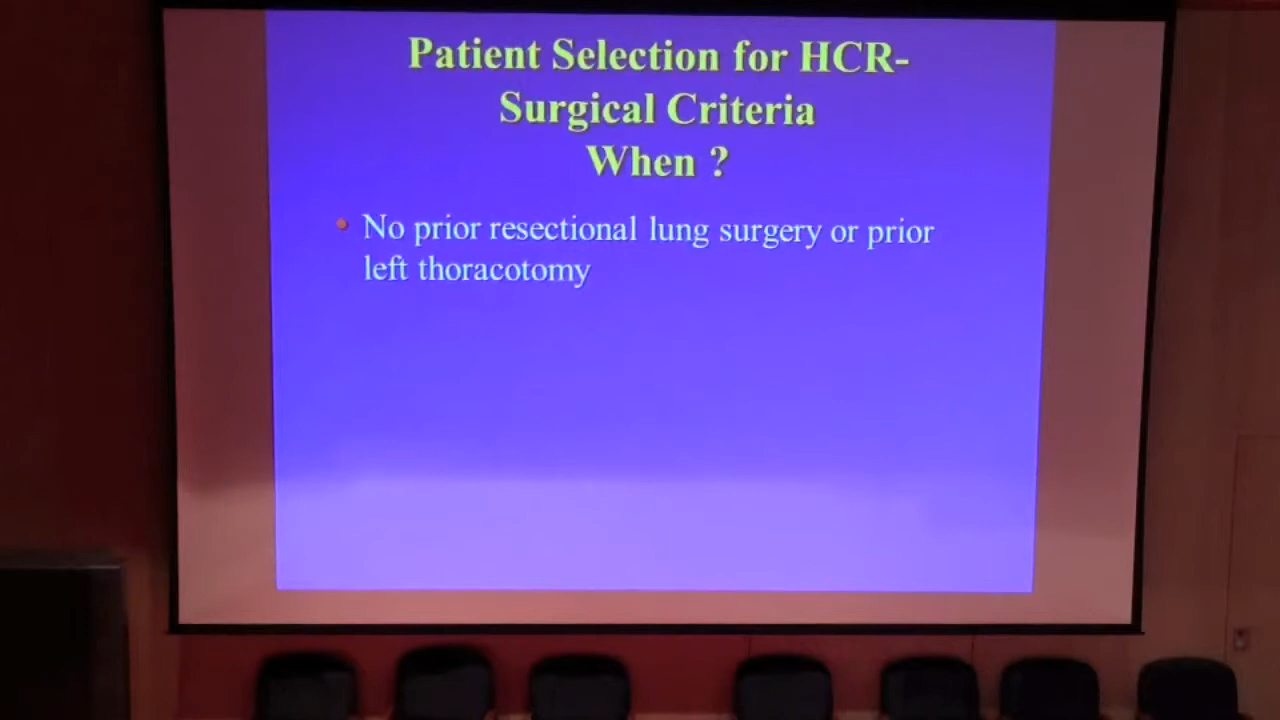 Patient Selection for HCR-
Surgical Criteria
When ?
• No prior resectional lung surgery or prior
left thoracotomy